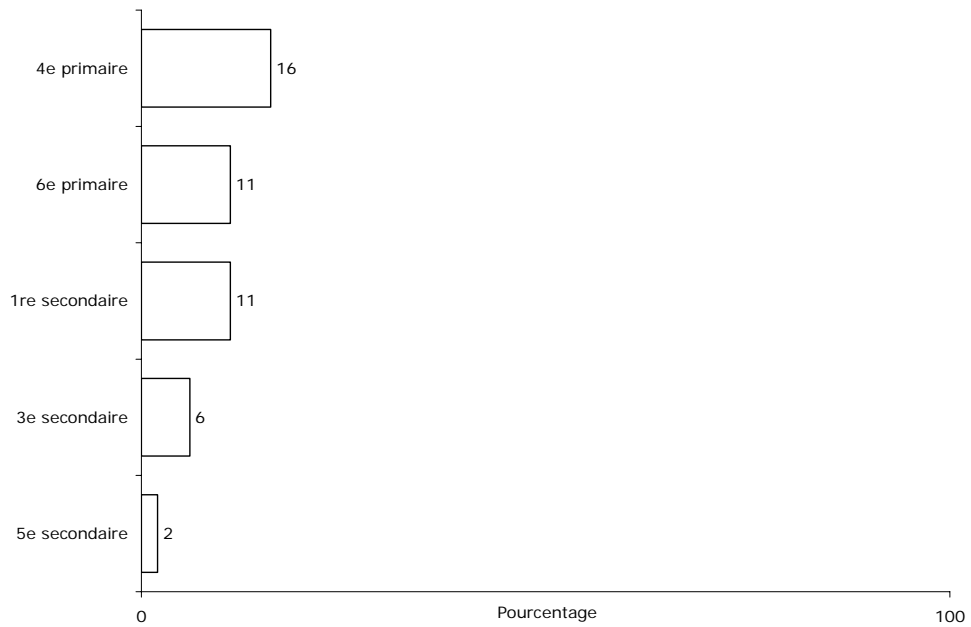 4e primaire 16
6e primaire 11
1re secondaire 11
3e secondaire 6
5e secondaire 2
0 Pourcentage 100